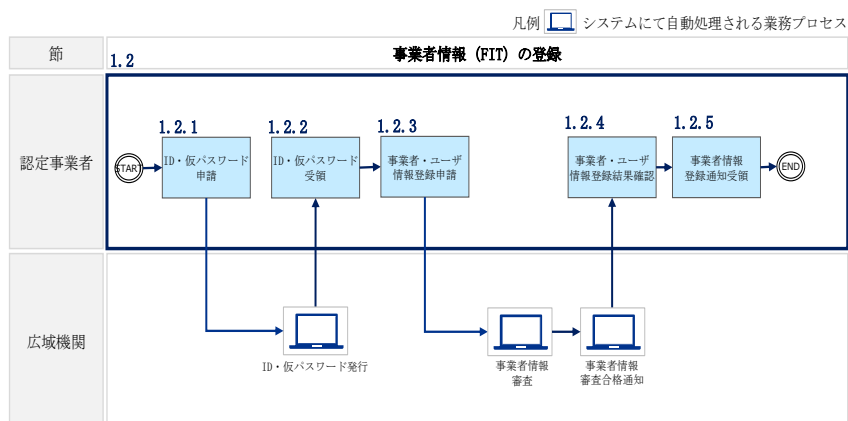 凡例 システムにて自動処理される業務プロセス
節
1.2
事業者情報（FIT）の登録
認定事業者
START
1.2.1
ID・仮パスワード
申請
1.2.2
ID・仮パスワード
受領
1.2.3
事業者・ユーザ
情報登録申請
1.2.4
事業者・ユーザ
情報登録結果確認
1.2.5
事業者情報
登録通知受領
END
広域機関
ID・仮パスワード発行
事業者情報
審査
事業者情報
審査合格通知